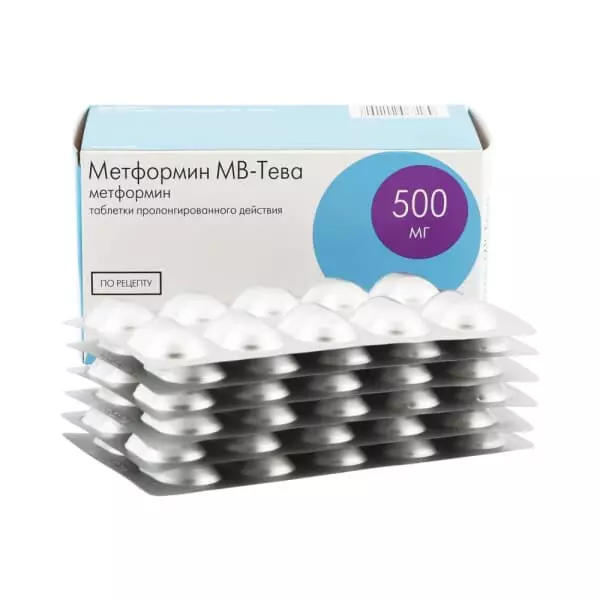 Метформин МВ-Тева
метформин
таблетки пролонгированного действия
500
мг
ПО РЕЦЕПТУ